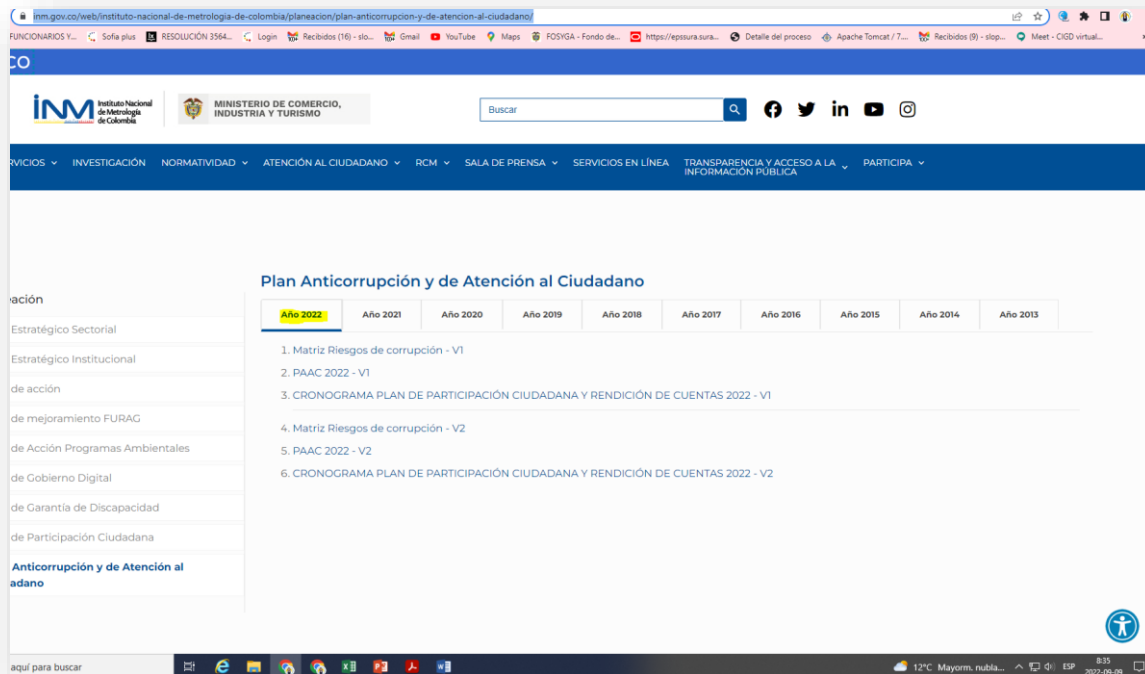 inm.gov.co/web/instituto-nacional-de-metrologia-de-colombia/planeacion/plan-anticorrupcion-y-de-atencion-al-ciudadano/
FUNCIONARIOS Y... Sofia plus RESOLUCIÓN 3564... Login Recibidos (16) - slo... Gmail YouTube Maps FOSYGA - Fondo de... https://epssura.sura... Detalle del proceso Apache Tomcat / 7.... Recibidos (9) - slop... Meet - CIGD virtual...
CO
INM Instituto Nacional
de Metrología
de Colombia
MINISTERIO DE COMERCIO,
INDUSTRIA Y TURISMO
Buscar
RVICIOS INVESTIGACIÓN NORMATIVIDAD ATENCIÓN AL CIUDADANO RCM SALA DE PRENSA SERVICIOS EN LÍNEA TRANSPARENCIA Y ACCESO A LA
INFORMACIÓN PÚBLICA PARTICIPA
Plan Anticorrupción y de Atención al Ciudadano
eación
Estratégico Sectorial
Estratégico Institucional
de acción
de mejoramiento FURAG
de Acción Programas Ambientales
de Gobierno Digital
de Garantía de Discapacidad
de Participación Ciudadana
Anticorrupción y de Atención al
adano
Año 2022 Año 2021 Año 2020 Año 2019 Año 2018 Año 2017 Año 2016 Año 2015 Año 2014 Año 2013
1. Matriz Riesgos de corrupción - V1
2. PAAC 2022 - V1
3. CRONOGRAMA PLAN DE PARTICIPACIÓN CIUDADANA Y RENDICIÓN DE CUENTAS 2022 - V1
4. Matriz Riesgos de corrupción - V2
5. PAAC 2022 - V2
6. CRONOGRAMA PLAN DE PARTICIPACIÓN CIUDADANA Y RENDICIÓN DE CUENTAS 2022 - V2
aquí para buscar
12°C Mayorm. nubla... ESP 8:35
2022-09-09